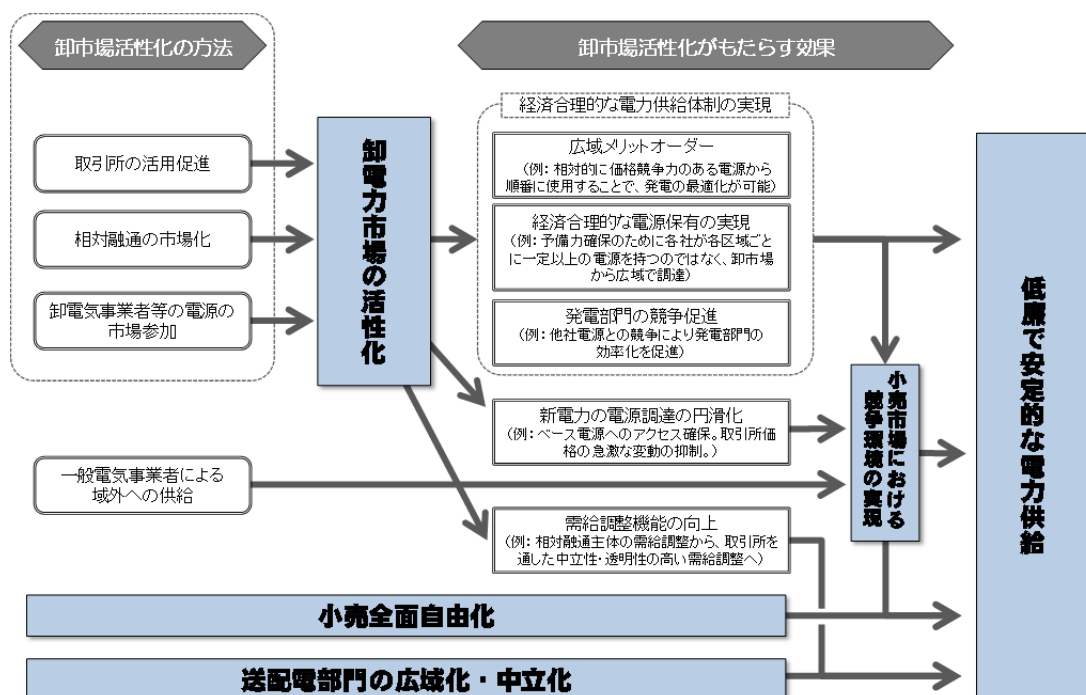 卸市場活性化の方法
卸市場活性化がもたらす効果
取引所の活用促進
相対融通の市場化
卸電気事業者等の電源の
市場参加
一般電気事業者による
域外への供給
卸電力市場の活性化
経済合理的な電力供給体制の実現
広域メリットオーダー
(例:相対的に価格競争力のある電源から
順番に使用することで、発電の最適化が可能)
経済合理的な電源保有の実現
(例:予備力確保のために各社が各区域ごと
に一定以上の電源を持つのではなく、卸市場
から広域で調達)
発電部門の競争促進
(例:他社電源との競争により発電部門の
効率化を促進)
新電力の電源調達の円滑化
(例:ベース電源へのアクセス確保。取引所価
格の急激な変動の抑制。)
需給調整機能の向上
(例:相対融通主体の需給調整から、取引所を
通した中立性・透明性の高い需給調整へ)
小売市場における
競争環境の実現
低廉で安定的な電力供給
小売全面自由化
送配電部門の広域化・中立化